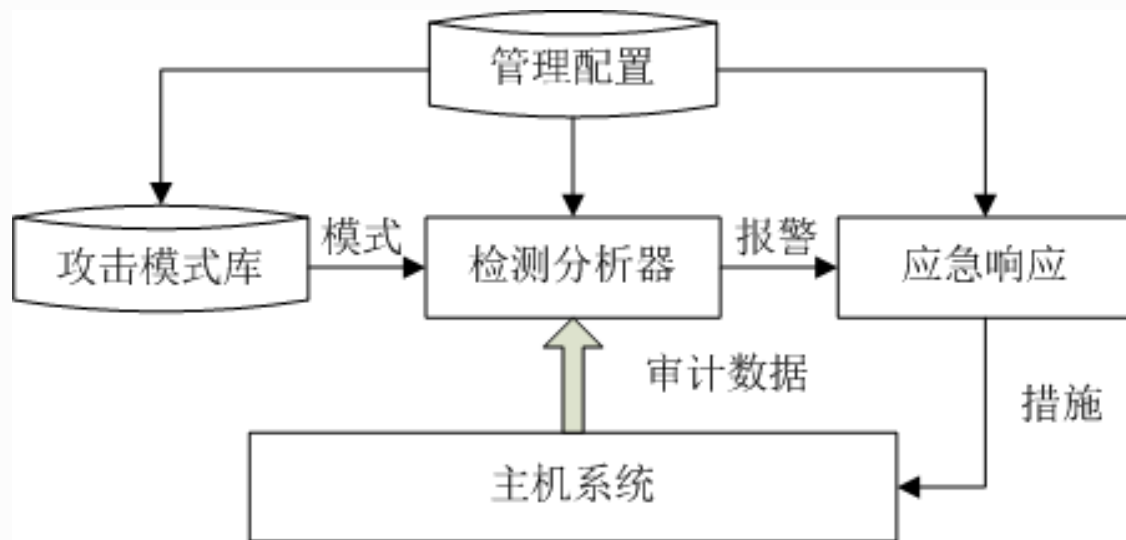 管理配置
攻击模式库
模式
检测分析器
报警
应急响应
审计数据
措施
主机系统